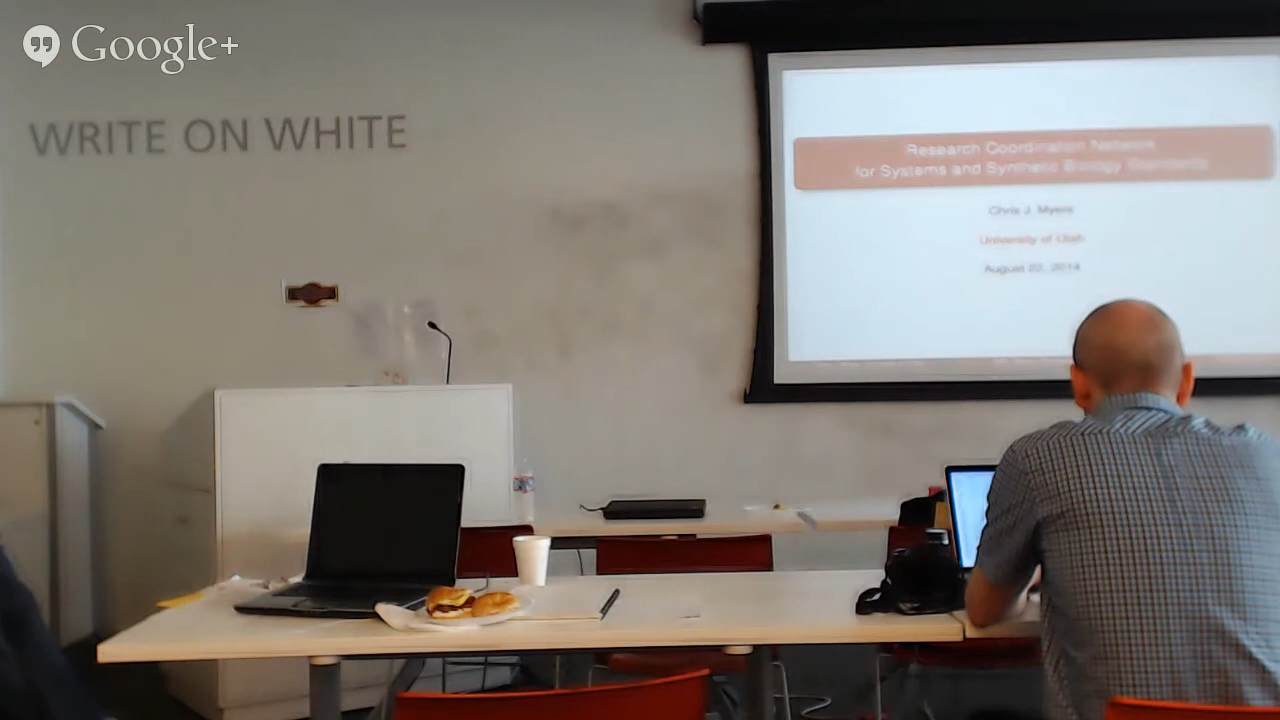 Google+
WRITE ON WHITE
Research Coordination Network
for Systems and Synthetic Biology Standards
Chris J. Myers
University of Utah
August 22, 2014